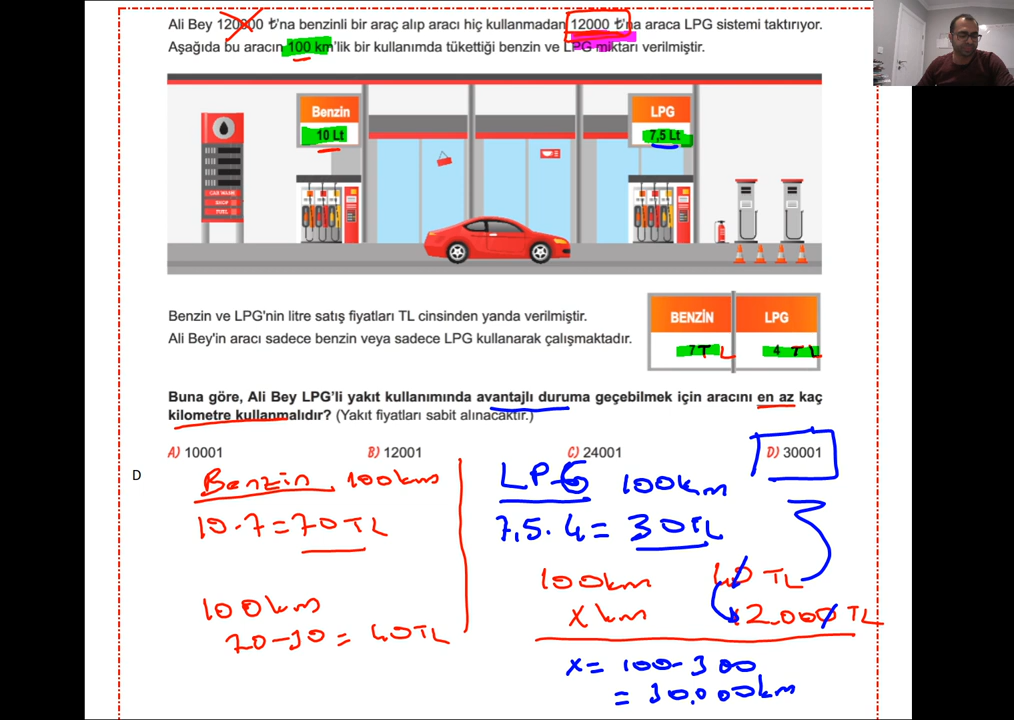 Ali Bey 120000 ₺'na benzinli bir araç alıp aracı hiç kullanmadan 12000 ₺'na araca LPG sistemi taktırıyor.
Aşağıda bu aracın 100 km'lik bir kullanımda tükettiği benzin ve LPG miktarı verilmiştir.
Benzin
10 Lt
LPG
7,5 Lt
CAR WASH
SHOP
FUEL
Benzin ve LPG'nin litre satış fiyatları TL cinsinden yanda verilmiştir.
Ali Bey'in aracı sadece benzin veya sadece LPG kullanarak çalışmaktadır.
BENZİN
LPG
7TL
4 TL
Buna göre, Ali Bey LPG'li yakıt kullanımında avantajlı duruma geçebilmek için aracını en az kaç
kilometre kullanmalıdır? (Yakıt fiyatları sabit alınacaktır.)
A) 10001
B) 12001
C) 24001
D) 30001
D
Benzin 100km
10.7=70TL
100km
70-30= 40TL
LPG 100km
7,5.4= 30TL
100km 40 TL
x km 12.000 TL
x= 100.300
= 30.000km